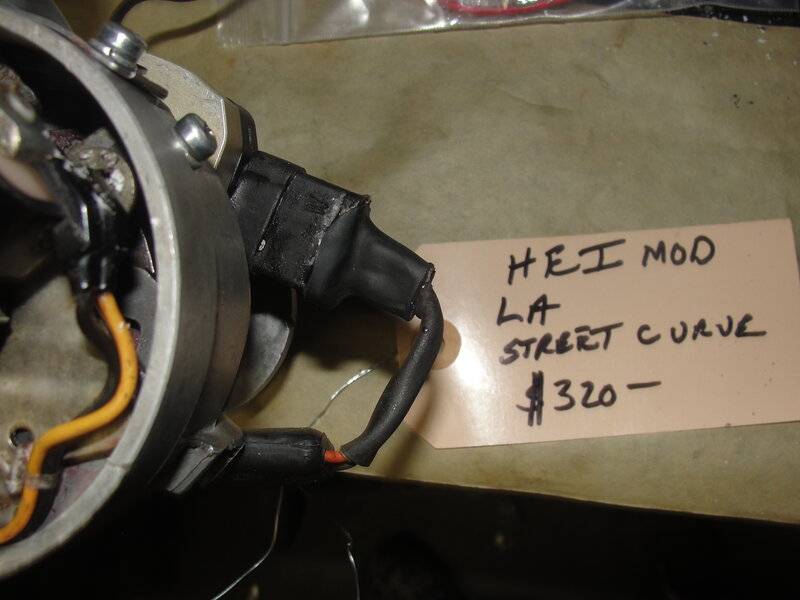 HEI MOD
LA
STREET CURVE
$320—